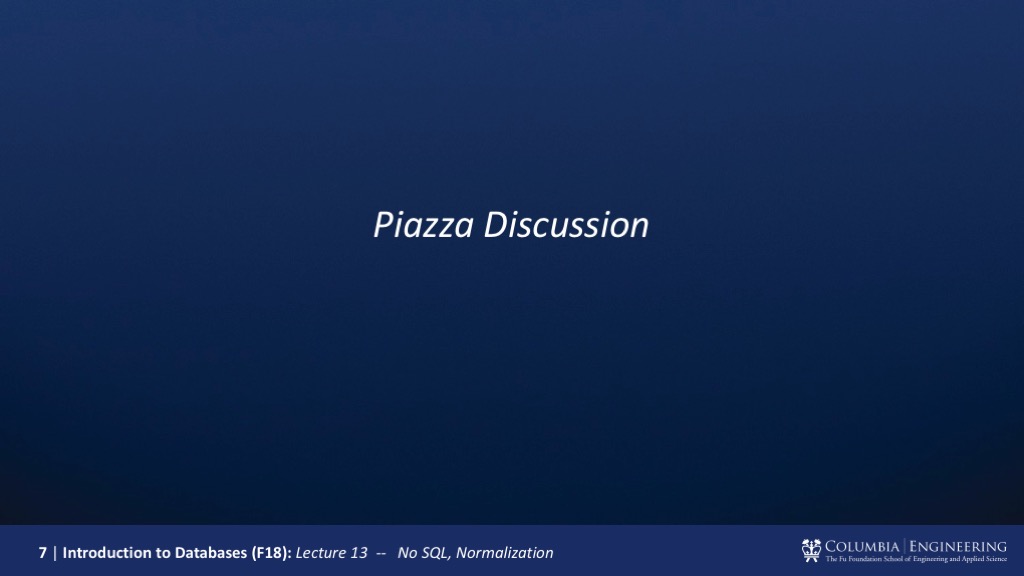 Piazza Discussion
7 | Introduction to Databases (F18): Lecture 13 -- No SQL, Normalization
COLUMBIA | ENGINEERING
The Fu Foundation School of Engineering and Applied Science